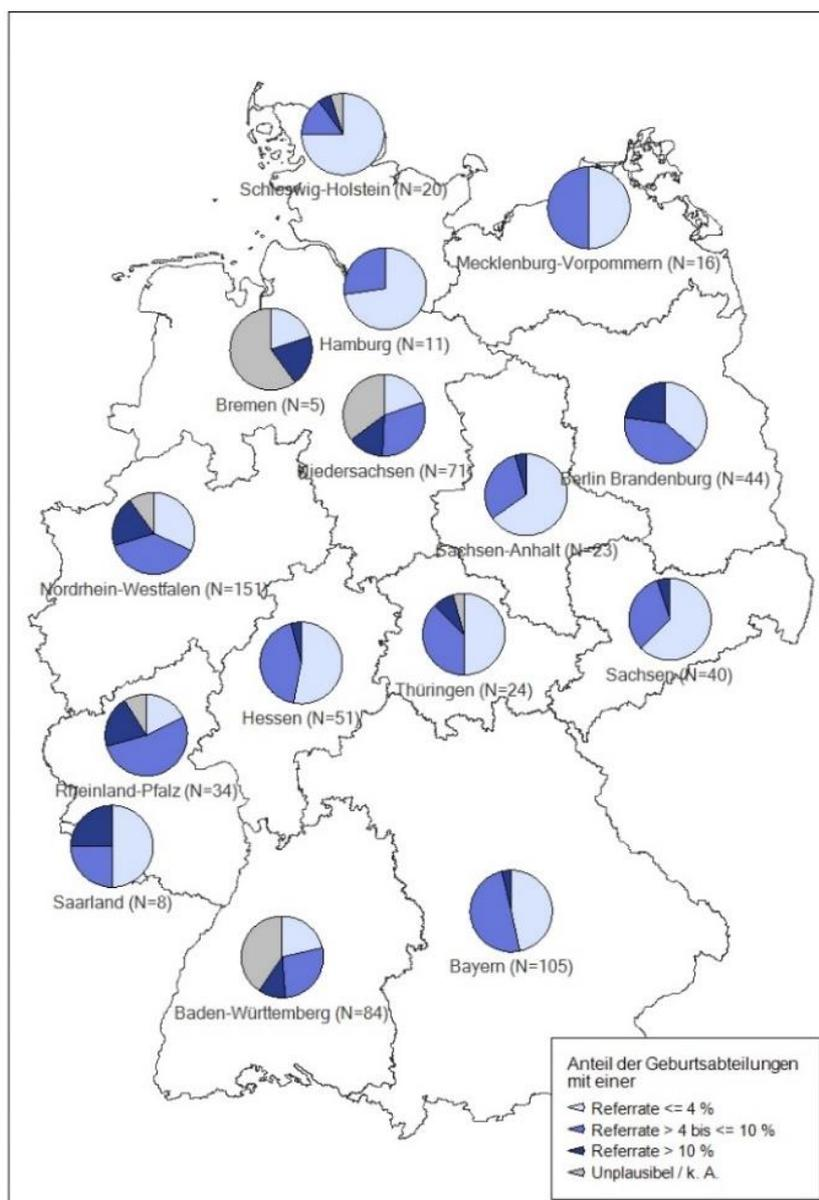 Schleswig-Holstein (N=20)
Mecklenburg-Vorpommern (N=16)
Hamburg (N=11)
Bremen (N=5)
Niedersachsen (N=71)
Berlin Brandenburg (N=44)
Sachsen-Anhalt (N=23)
Nordrhein-Westfalen (N=151)
Sachsen (N=40)
Thüringen (N=24)
Hessen (N=51)
Rheinland-Pfalz (N=34)
Saarland (N=8)
Bayern (N=105)
Baden-Württemberg (N=84)
Anteil der Geburtsabteilungen
mit einer
Referrate <= 4 %
Referrate > 4 bis <= 10 %
Referrate > 10 %
Unplausibel / k. A.